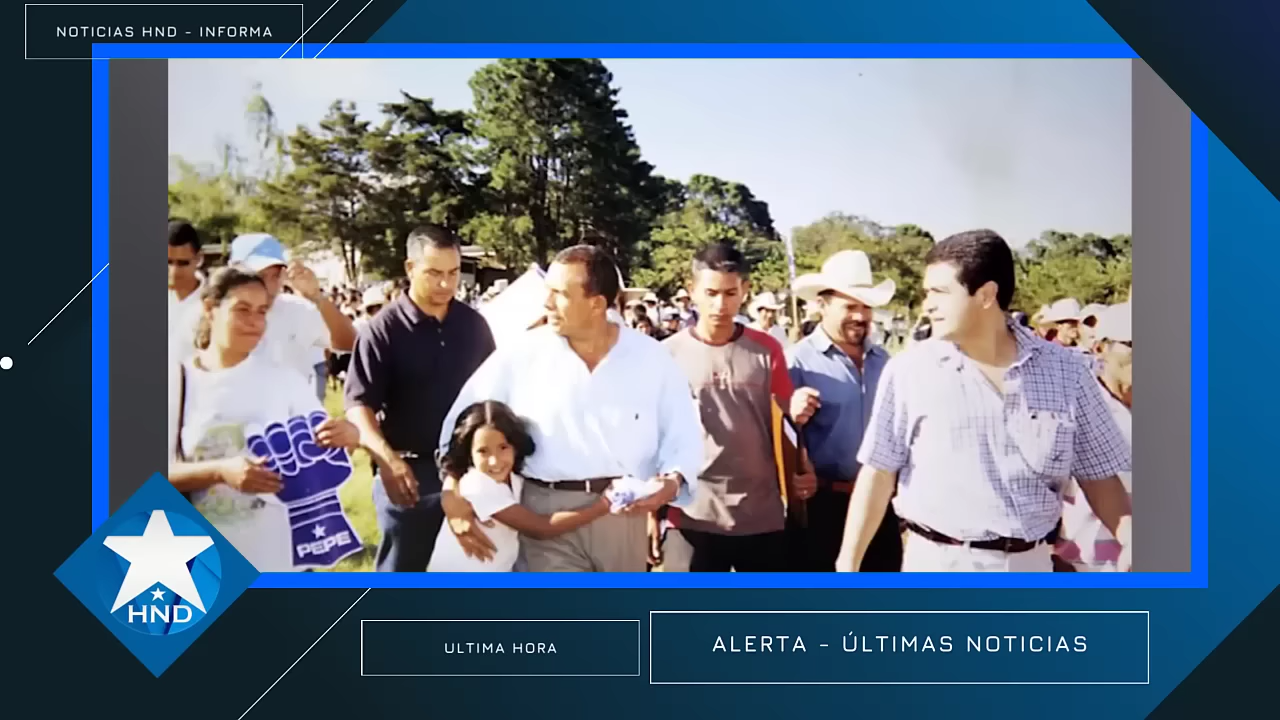 NOTICIAS HND - INFORMA
PEPE
HND
ULTIMA HORA
ALERTA - ÚLTIMAS NOTICIAS